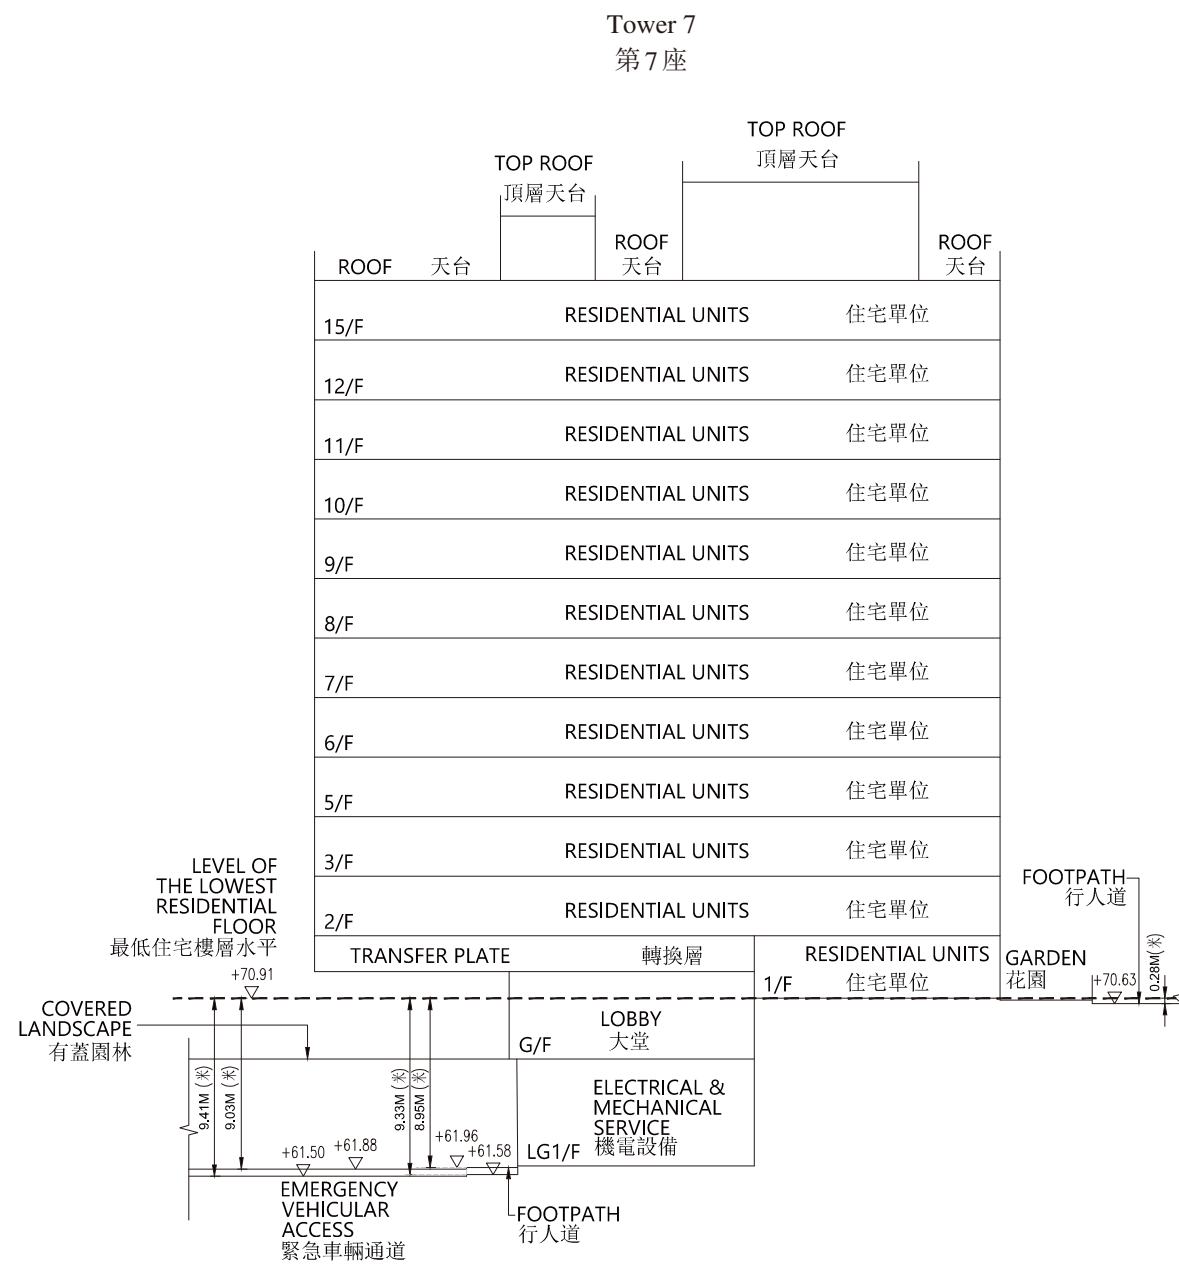 Tower 7
第7座
TOP ROOF
頂層天台
TOP ROOF
頂層天台
ROOF 天台
ROOF
天台
ROOF
天台
15/F RESIDENTIAL UNITS 住宅單位
12/F RESIDENTIAL UNITS 住宅單位
11/F RESIDENTIAL UNITS 住宅單位
10/F RESIDENTIAL UNITS 住宅單位
9/F RESIDENTIAL UNITS 住宅單位
8/F RESIDENTIAL UNITS 住宅單位
7/F RESIDENTIAL UNITS 住宅單位
6/F RESIDENTIAL UNITS 住宅單位
5/F RESIDENTIAL UNITS 住宅單位
3/F RESIDENTIAL UNITS 住宅單位
2/F RESIDENTIAL UNITS 住宅單位
LEVEL OF
THE LOWEST
RESIDENTIAL
FLOOR
最低住宅樓層水平
+70.91
TRANSFER PLATE 轉換層
RESIDENTIAL UNITS
1/F 住宅單位
GARDEN
花園
FOOTPATH
行人道
+70.63
0.28M(米)
COVERED
LANDSCAPE
有蓋園林
LOBBY
大堂
G/F
9.41M (米)
9.03M (米)
9.33M (米)
8.95M (米)
ELECTRICAL &
MECHANICAL
SERVICE
機電設備
LG1/F
+61.50
+61.88
+61.96
+61.58
EMERGENCY
VEHICULAR
ACCESS
緊急車輛通道
FOOTPATH
行人道